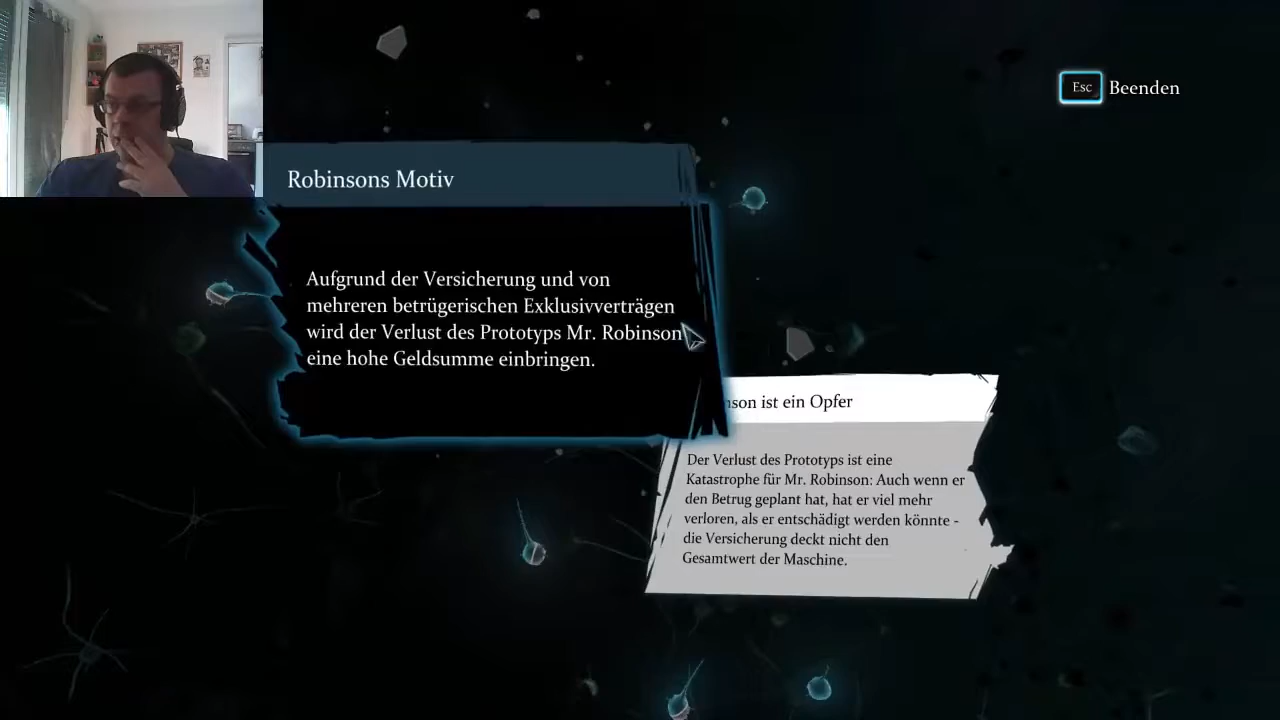 Esc Beenden
Robinsons Motiv
Aufgrund der Versicherung und von
mehreren betrügerischen Exklusivverträgen
wird der Verlust des Prototyps Mr. Robinson
eine hohe Geldsumme einbringen.
ist ein Opfer
Der Verlust des Prototyps ist eine
Katastrophe für Mr. Robinson: Auch wenn er
den Betrug geplant hat, hat er viel mehr
verloren, als er entschädigt werden könnte -
die Versicherung deckt nicht den
Gesamtwert der Maschine.